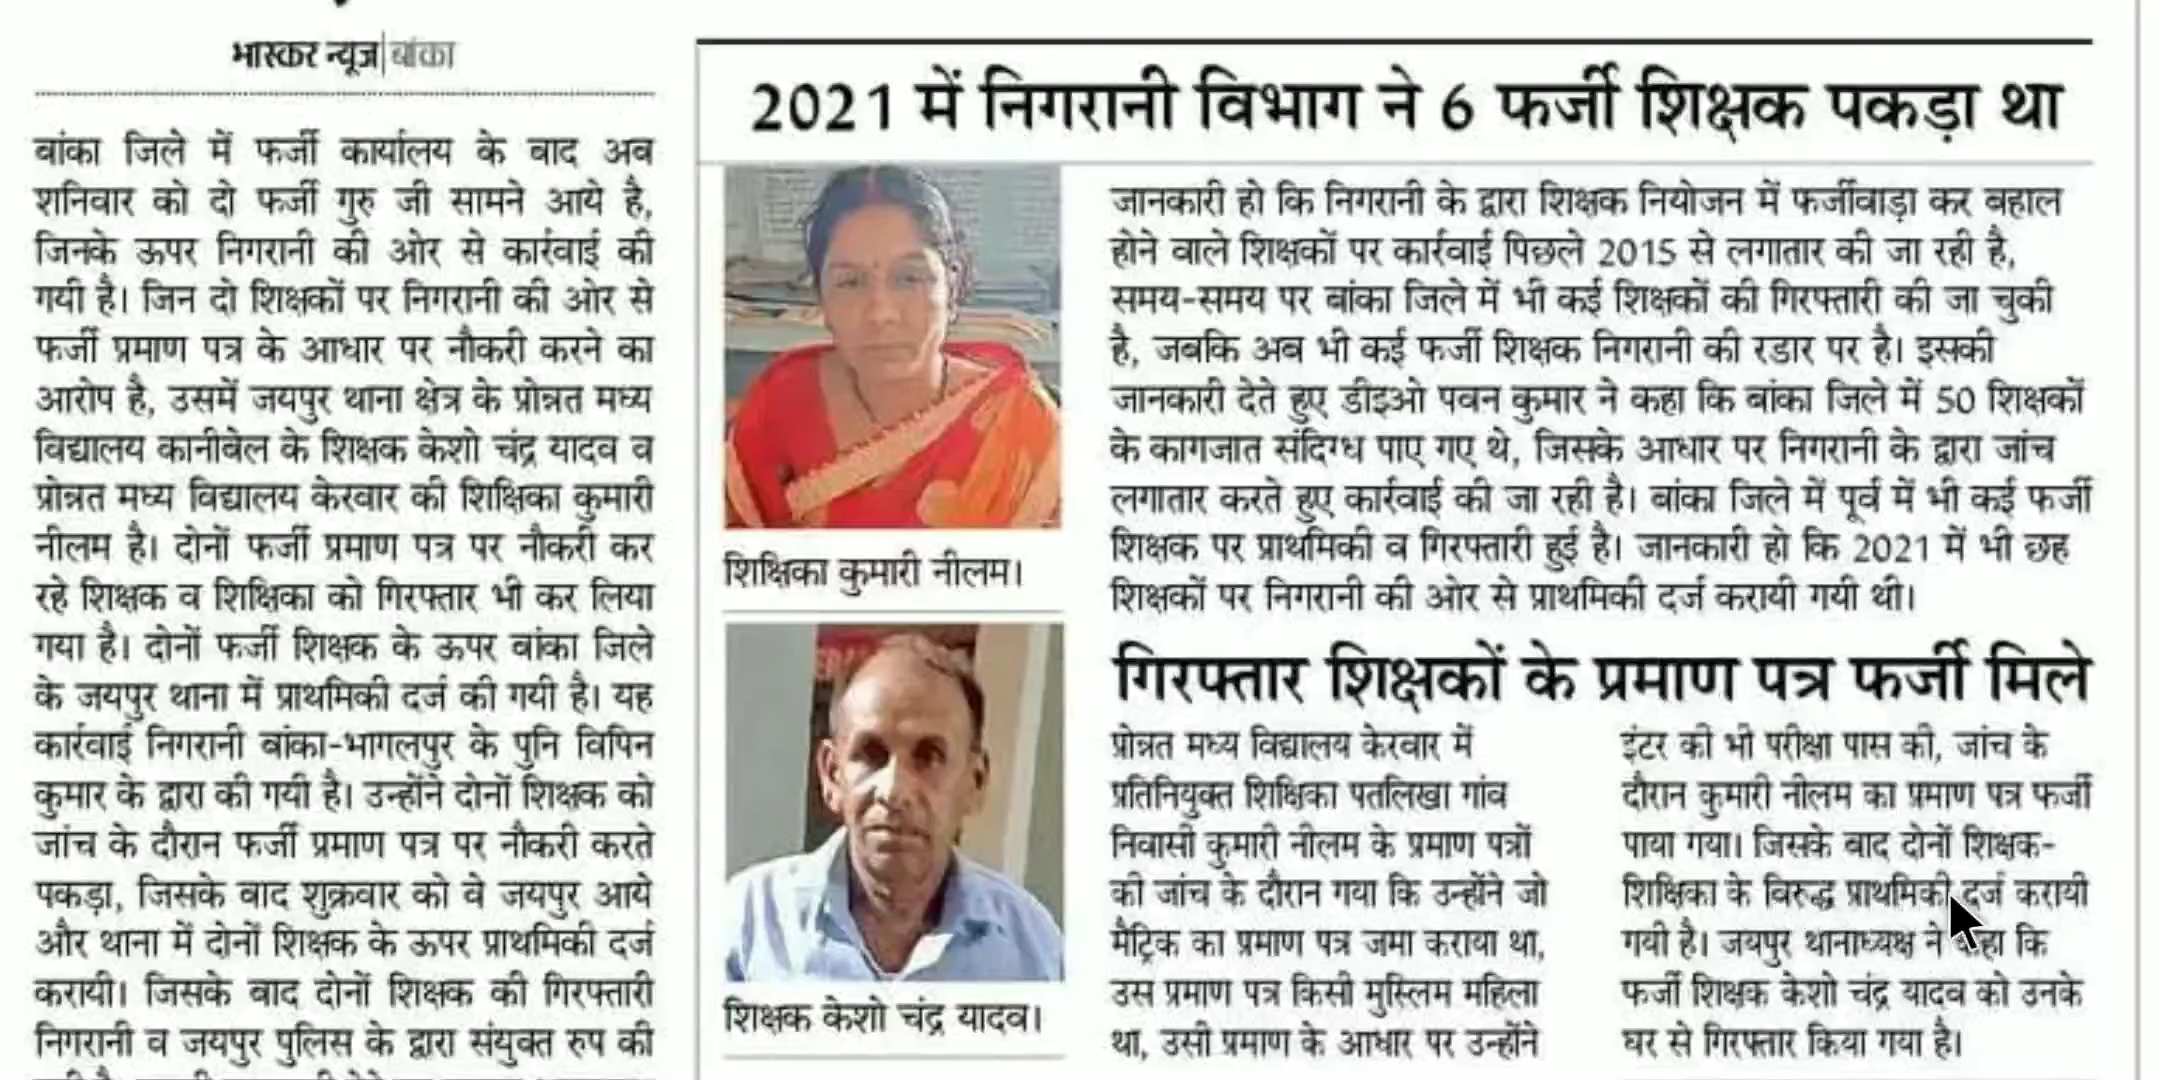 भास्कर न्यूज|बांका
बांका जिले में फर्जी कार्यालय के बाद अब
शनिवार को दो फर्जी गुरु जी सामने आये है,
जिनके ऊपर निगरानी की ओर से कार्रवाई की
गयी है। जिन दो शिक्षकों पर निगरानी की ओर से
फर्जी प्रमाण पत्र के आधार पर नौकरी करने का
आरोप है, उसमें जयपुर थाना क्षेत्र के प्रोन्नत मध्य
विद्यालय कानीबेल के शिक्षक केशो चंद्र यादव व
प्रोन्नत मध्य विद्यालय केरवार की शिक्षिका कुमारी
नीलम है। दोनों फर्जी प्रमाण पत्र पर नौकरी कर
रहे शिक्षक व शिक्षिका को गिरफ्तार भी कर लिया
गया है। दोनों फर्जी शिक्षक के ऊपर बांका जिले
के जयपुर थाना में प्राथमिकी दर्ज की गयी है। यह
कार्रवाई निगरानी बांका-भागलपुर के पुनि विपिन
कुमार के द्वारा की गयी है। उन्होंने दोनों शिक्षक को
जांच के दौरान फर्जी प्रमाण पत्र पर नौकरी करते
पकड़ा, जिसके बाद शुक्रवार को वे जयपुर आये
और थाना में दोनों शिक्षक के ऊपर प्राथमिकी दर्ज
करायी। जिसके बाद दोनों शिक्षक की गिरफ्तारी
निगरानी व जयपुर पुलिस के द्वारा संयुक्त रुप की
2021 में निगरानी विभाग ने 6 फर्जी शिक्षक पकड़ा था
शिक्षिका कुमारी नीलम।
शिक्षक केशो चंद्र यादव।
जानकारी हो कि निगरानी के द्वारा शिक्षक नियोजन में फर्जीवाड़ा कर बहाल
होने वाले शिक्षकों पर कार्रवाई पिछले 2015 से लगातार की जा रही है,
समय-समय पर बांका जिले में भी कई शिक्षकों की गिरफ्तारी की जा चुकी
है, जबकि अब भी कई फर्जी शिक्षक निगरानी की रडार पर है। इसकी
जानकारी देते हुए डीइओ पवन कुमार ने कहा कि बांका जिले में 50 शिक्षकों
के कागजात संदिग्ध पाए गए थे, जिसके आधार पर निगरानी के द्वारा जांच
लगातार करते हुए कार्रवाई की जा रही है। बांका जिले में पूर्व में भी कई फर्जी
शिक्षक पर प्राथमिकी व गिरफ्तारी हुई है। जानकारी हो कि 2021 में भी छह
शिक्षकों पर निगरानी की ओर से प्राथमिकी दर्ज करायी गयी थी।
गिरफ्तार शिक्षकों के प्रमाण पत्र फर्जी मिले
प्रोन्नत मध्य विद्यालय केरवार में
प्रतिनियुक्त शिक्षिका पतलिखा गांव
निवासी कुमारी नीलम के प्रमाण पत्रों
की जांच के दौरान गया कि उन्होंने जो
मैट्रिक का प्रमाण पत्र जमा कराया था,
उस प्रमाण पत्र किसी मुस्लिम महिला
था, उसी प्रमाण के आधार पर उन्होंने
इंटर की भी परीक्षा पास की, जांच के
दौरान कुमारी नीलम का प्रमाण पत्र फर्जी
पाया गया। जिसके बाद दोनों शिक्षक-
शिक्षिका के विरुद्ध प्राथमिकी दर्ज करायी
गयी है। जयपुर थानाध्यक्ष ने कहा कि
फर्जी शिक्षक केशो चंद्र यादव को उनके
घर से गिरफ्तार किया गया है।